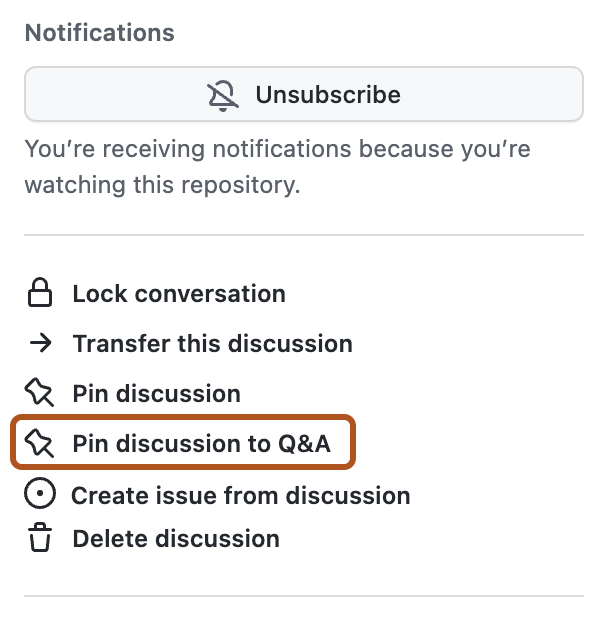 Notifications
Unsubscribe
You’re receiving notifications because you’re
watching this repository.
Lock conversation
Transfer this discussion
Pin discussion
Pin discussion to Q&A
Create issue from discussion
Delete discussion